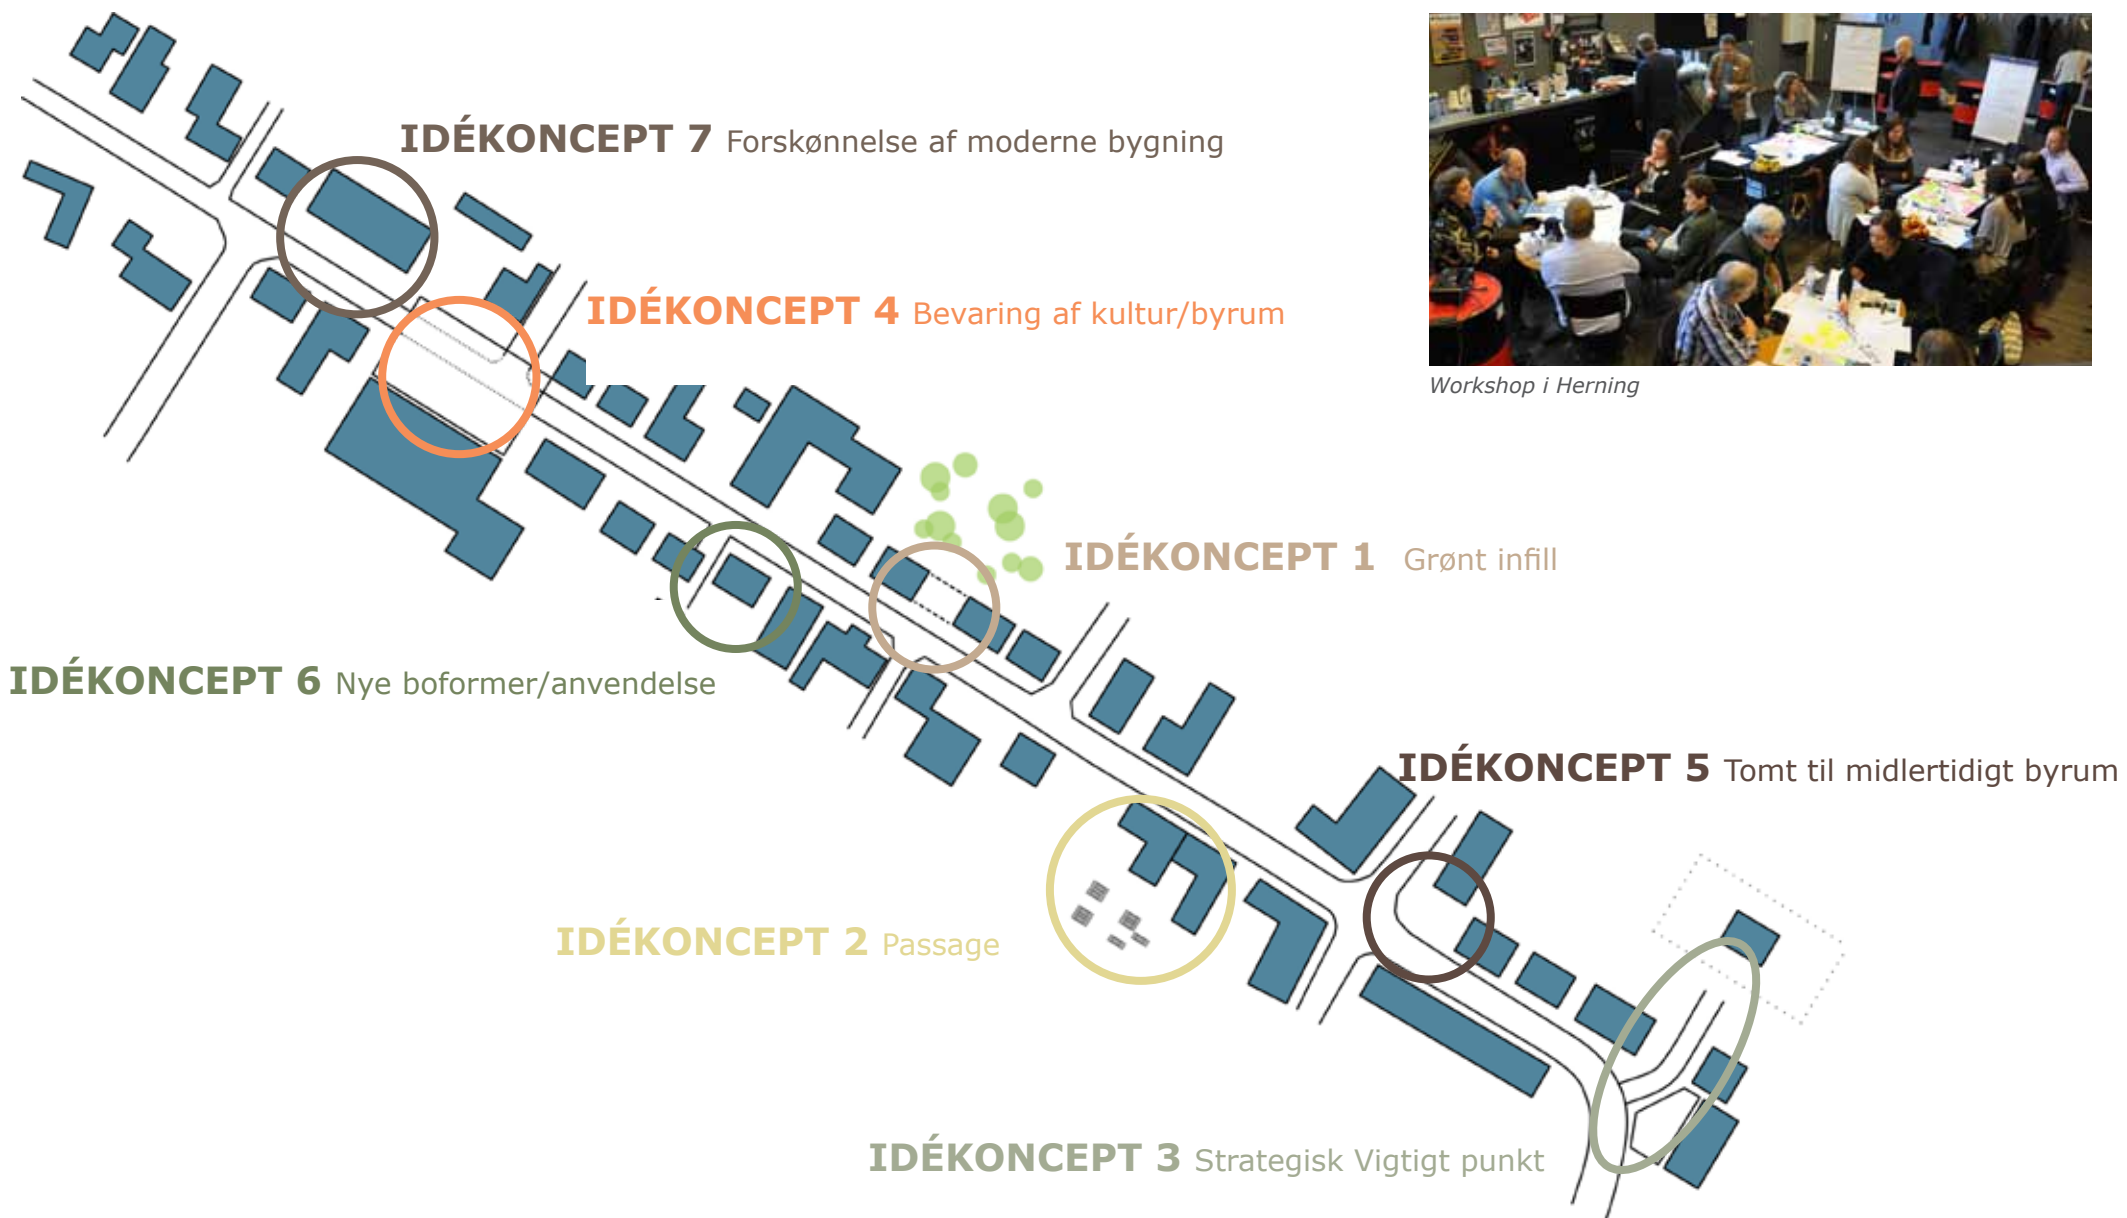 IDÉKONCEPT 7 Forskønnelse af moderne bygning
IDÉKONCEPT 4 Bevaring af kultur/byrum
Workshop i Herning
IDÉKONCEPT 1 Grønt infill
IDÉKONCEPT 6 Nye boformer/anvendelse
IDÉKONCEPT 5 Tomt til midlertidigt byrum
IDÉKONCEPT 2 Passage
IDÉKONCEPT 3 Strategisk Vigtigt punkt